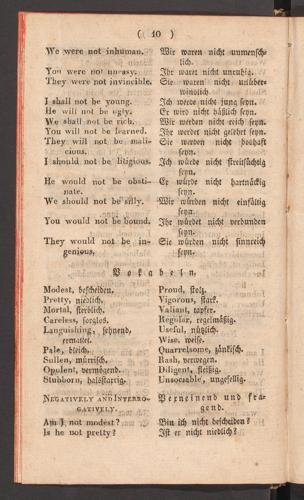 ( 10 )
We were not inhuman. Wir waren nicht unmensch-
lich.
You were not uneasy. Ihr waret nicht unruhig.
They were not invincible. Sie waren nicht unüber-
windlich
I shall not be young. Ich werde nicht jung seyn.
He will not be ugly. Er wird nicht häßlich seyn.
We shall not be rich. Wir werden nicht reich seyn.
You will not be learned. Ihr werdet nicht gelehrt seyn.
They will not be mali- Sie werden nicht boshaft
cious. seyn.
I should not be litigious. Ich würde nicht streitsüchtig
seyn.
He would not be obsti- Er würde nicht hartnäckig
nate. seyn.
We should not be silly. Wir würden nicht einfältig
seyn.
You would not be bound. Ihr würdet nicht verbunden
seyn.
They would not be in- Sie würden nicht sinnreich
genious. seyn.
Vokabeln.
Modest, bescheiden. Proud, stolz.
Pretty, niedlich. Vigorous, stark.
Mortal, sterblich. Valiant, tapfer.
Careless, sorglos. Regular, regelmäßig.
Languishing, sehnend, Useful, nützlich.
ermattet. Wise, weise.
Pale, bleich. Quarrelsome, zänkisch.
Sullen, mürrisch. Rash, verwegen.
Opulent, vermögend. Diligent, fleißig.
Stubborn, halsstarrig. Unsociable, ungesellig.
Negatively and Interro- Verneinend und fra-
gatively. gend.
Am I not modest? Bin ich nicht bescheiden?
Is he not pretty? Ist er nicht niedlich?